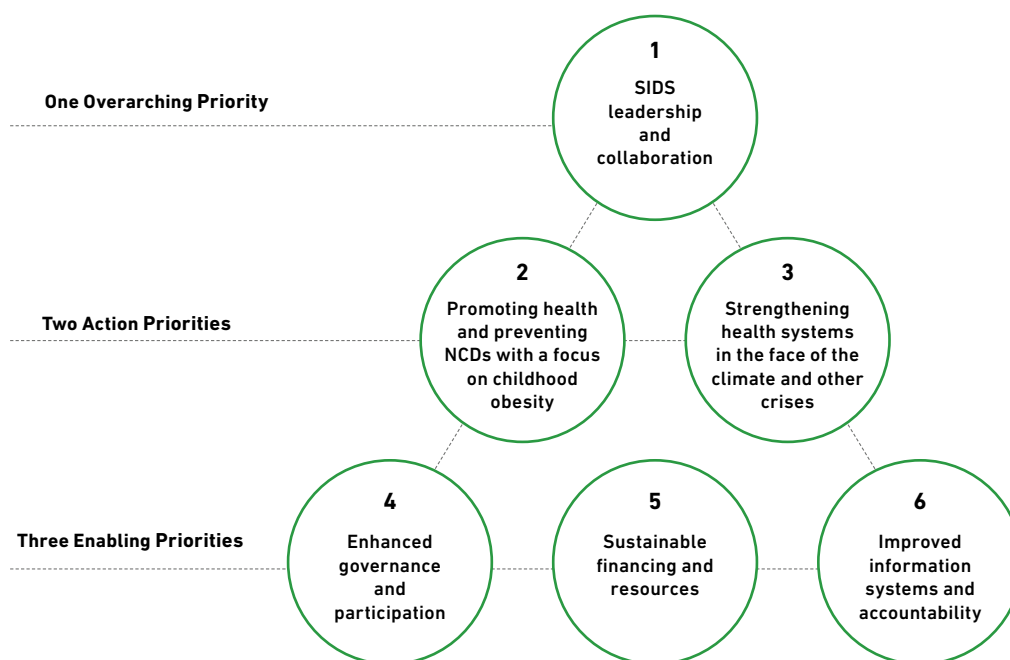 One Overarching Priority
1
SIDS
leadership
and
collaboration
Two Action Priorities
2
Promoting health
and preventing
NCDs with a focus
on childhood
obesity
3
Strengthening
health systems
in the face of the
climate and other
crises
Three Enabling Priorities
4
Enhanced
governance
and
participation
5
Sustainable
financing and
resources
6
Improved
information
systems and
accountability